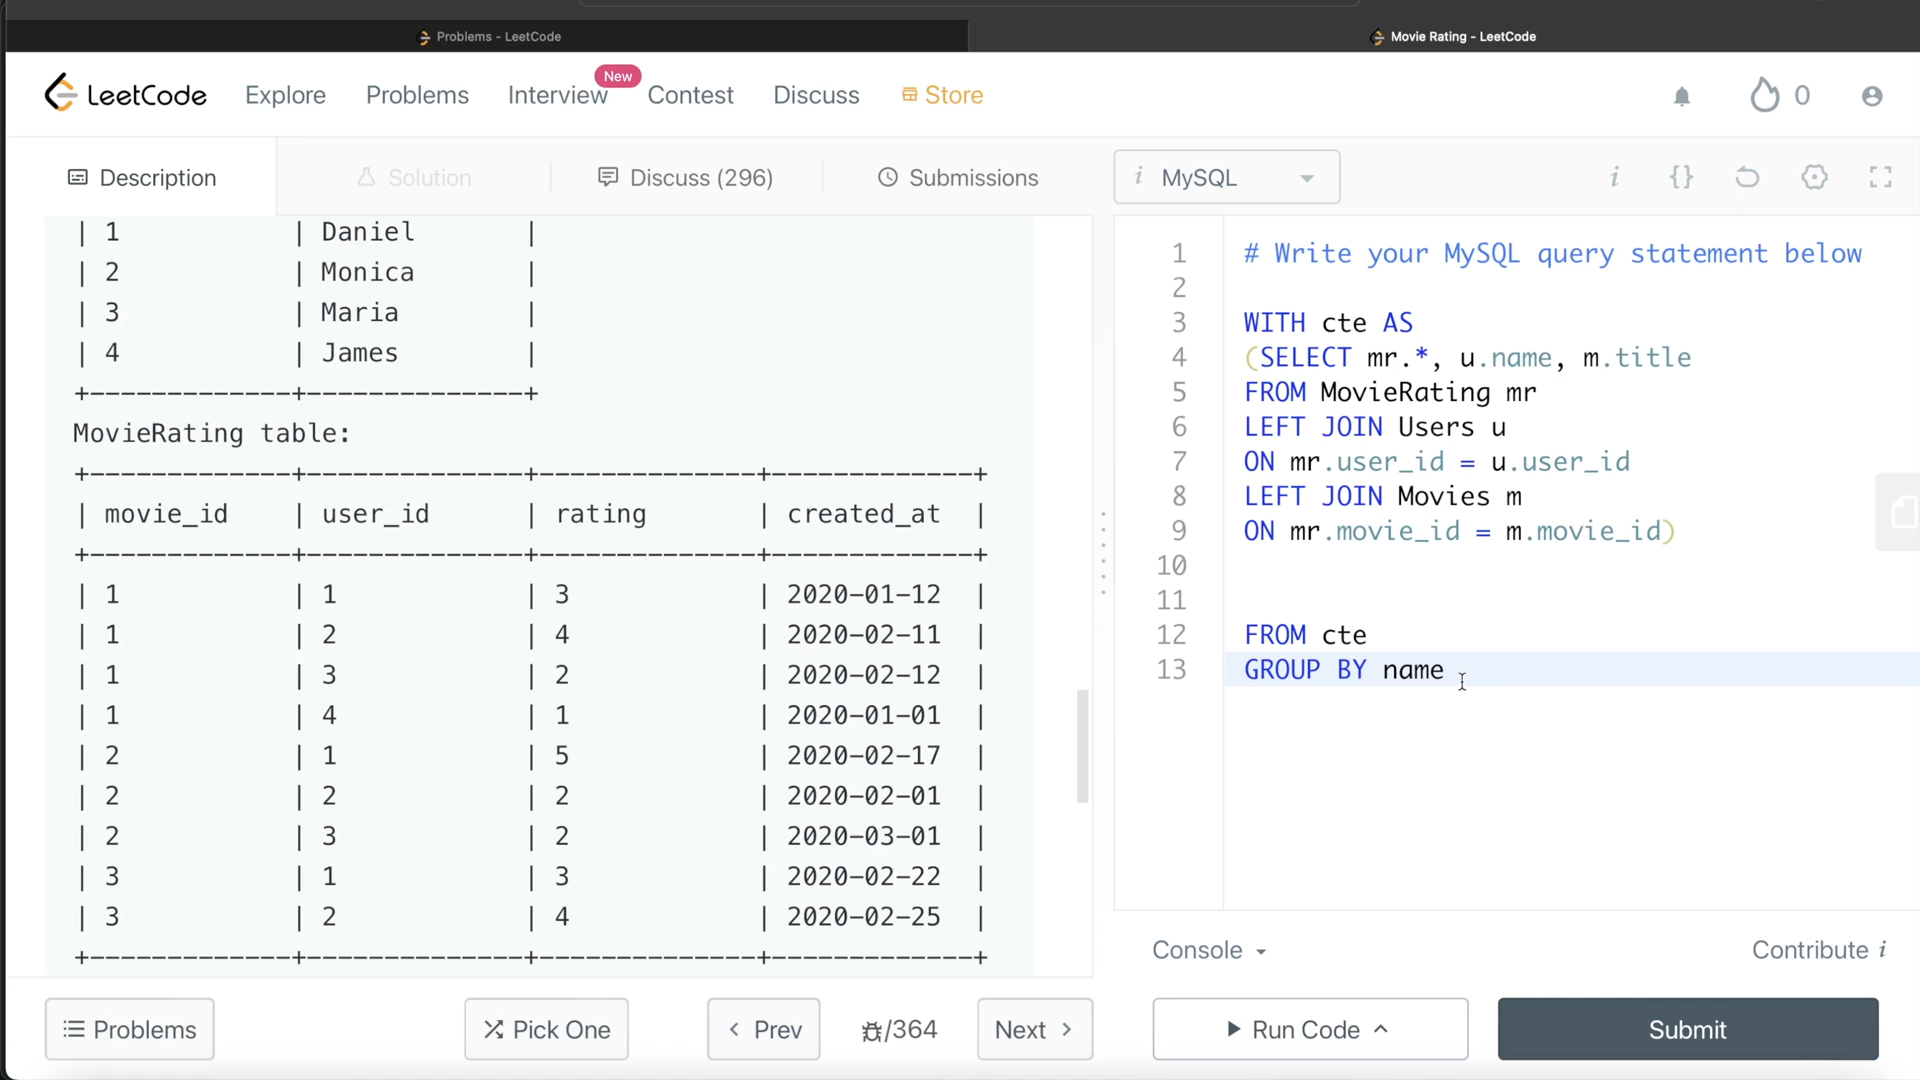 Problems - LeetCode
Movie Rating - LeetCode
LeetCode Explore Problems Interview New Contest Discuss Store 0
Description Solution Discuss (296) Submissions
| 1 | Daniel |
| 2 | Monica |
| 3 | Maria |
| 4 | James |
+-------------+--------------+
MovieRating table:
+-------------+--------------+--------------+-------------+
| movie_id | user_id | rating | created_at |
+-------------+--------------+--------------+-------------+
| 1 | 1 | 3 | 2020-01-12 |
| 1 | 2 | 4 | 2020-02-11 |
| 1 | 3 | 2 | 2020-02-12 |
| 1 | 4 | 1 | 2020-01-01 |
| 2 | 1 | 5 | 2020-02-17 |
| 2 | 2 | 2 | 2020-02-01 |
| 2 | 3 | 2 | 2020-03-01 |
| 3 | 1 | 3 | 2020-02-22 |
| 3 | 2 | 4 | 2020-02-25 |
+-------------+--------------+--------------+-------------+
Problems Pick One < Prev /364 Next >
i MySQL i {}
1 # Write your MySQL query statement below
2
3 WITH cte AS
4 (SELECT mr.*, u.name, m.title
5 FROM MovieRating mr
6 LEFT JOIN Users u
7 ON mr.user_id = u.user_id
8 LEFT JOIN Movies m
9 ON mr.movie_id = m.movie_id)
10
11
12 FROM cte
13 GROUP BY name
Console Contribute i
Run Code Submit